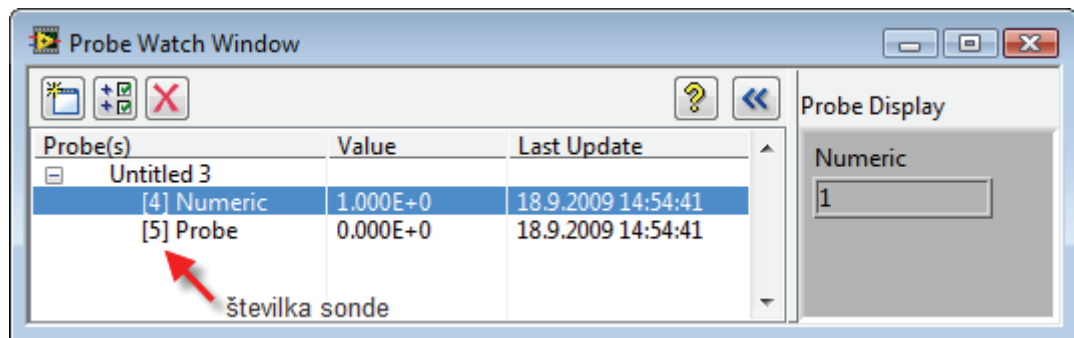 Probe Watch Window
Probe(s) Value Last Update
Untitled 3
[4] Numeric 1.000E+0 18.9.2009 14:54:41
[5] Probe 0.000E+0 18.9.2009 14:54:41
številka sonde
Probe Display
Numeric
1